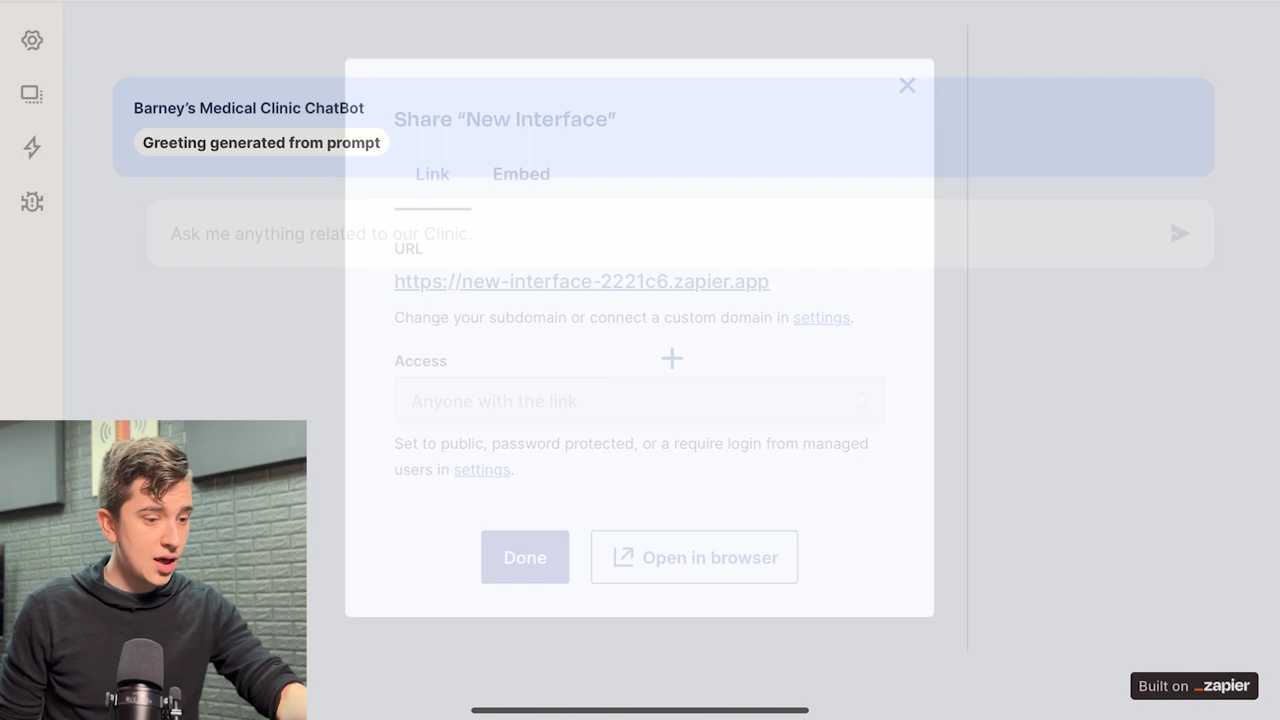 Barney’s Medical Clinic ChatBot
Greeting generated from prompt
Share “New Interface”
Link
Embed
Ask me anything related to our Clinic.
URL
https://new-interface-2221c6.zapier.app
Change your subdomain or connect a custom domain in settings.
Access
Anyone with the link
Set to public, password protected, or a require login from managed
users in settings.
Done
Open in browser
Built on _zapier